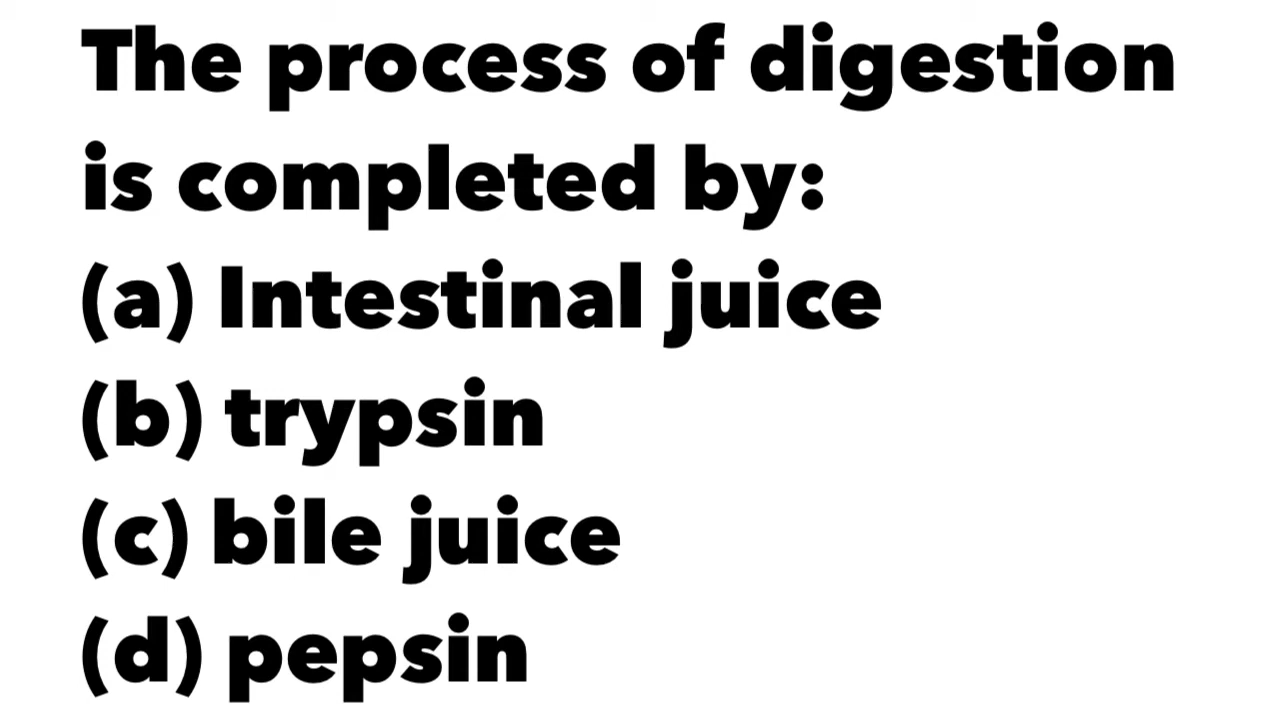 The process of digestion
is completed by:
(a) Intestinal juice
(b) trypsin
(c) bile juice
(d) pepsin